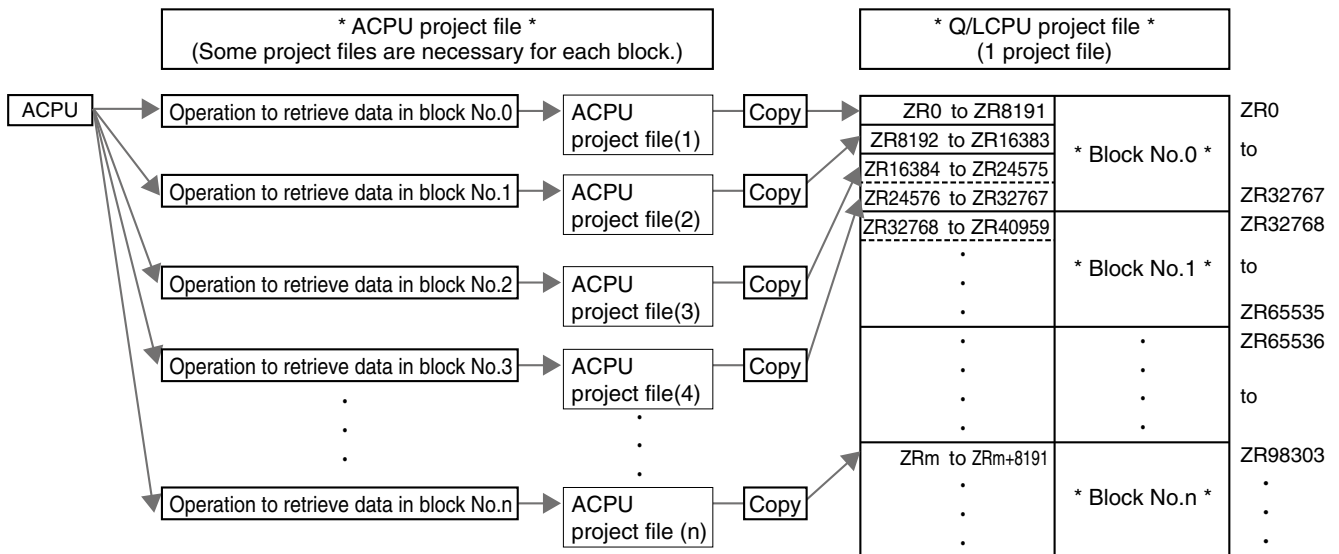 * ACPU project file *
(Some project files are necessary for each block.)
* Q/LCPU project file *
(1 project file)
ACPU
Operation to retrieve data in block No.0
ACPU
project file(1)
Copy
Operation to retrieve data in block No.1
ACPU
project file(2)
Copy
Operation to retrieve data in block No.2
ACPU
project file(3)
Copy
Operation to retrieve data in block No.3
ACPU
project file(4)
Copy
Operation to retrieve data in block No.n
ACPU
project file (n)
Copy
ZR0 to ZR8191
ZR8192 to ZR16383
ZR16384 to ZR24575
ZR24576 to ZR32767
ZR32768 to ZR40959
ZRm to ZRm+8191
* Block No.0 *
* Block No.1 *
* Block No.n *
ZR0
to
ZR32767
ZR32768
to
ZR65535
ZR65536
to
ZR98303